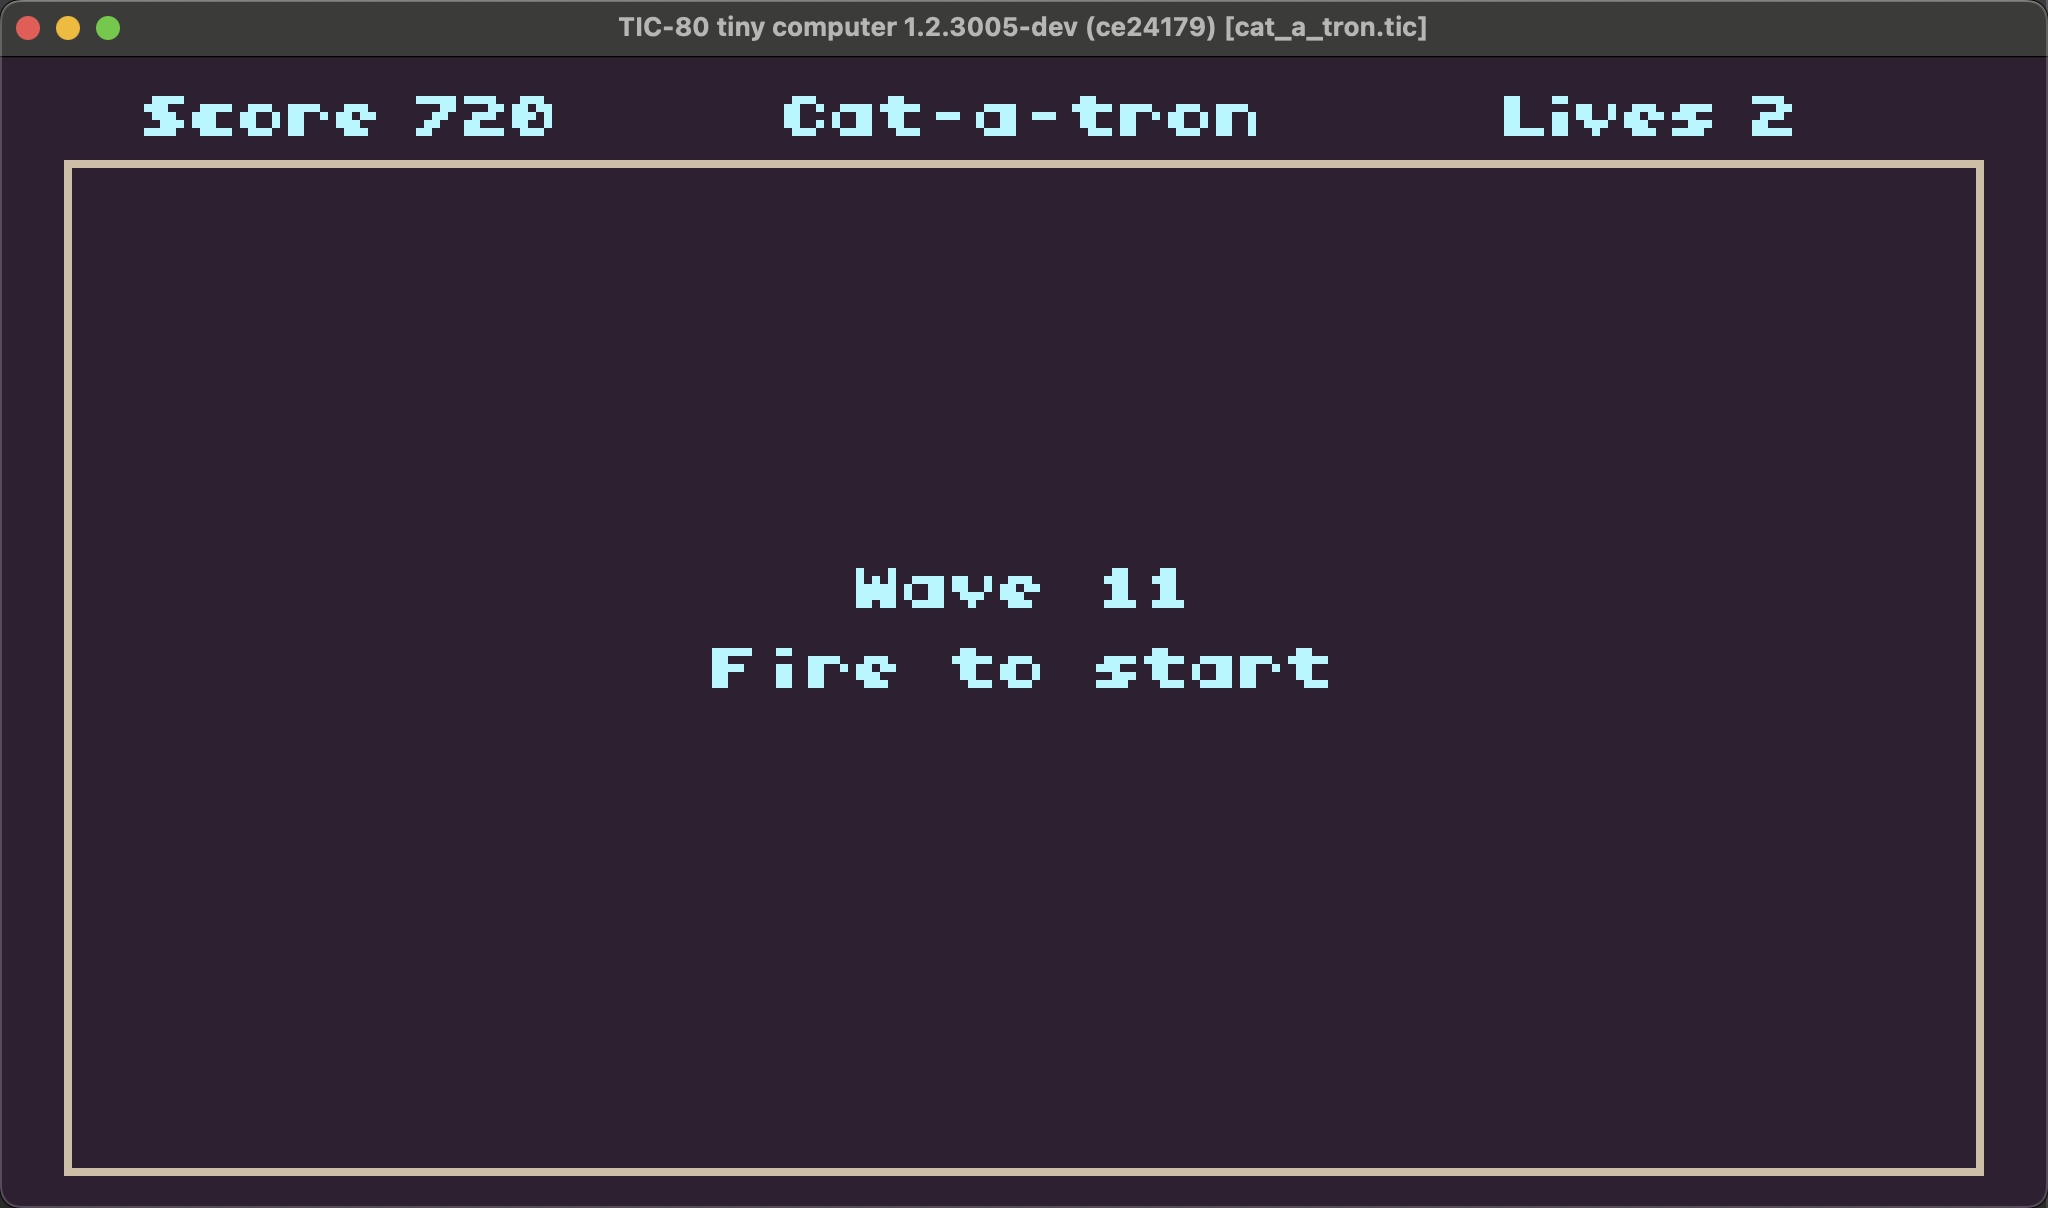 TIC-80 tiny computer 1.2.3005-dev (ce24179) [cat_a_tron.tic]
Score 720 Cat-a-tron Lives 2
Wave 11
Fire to start